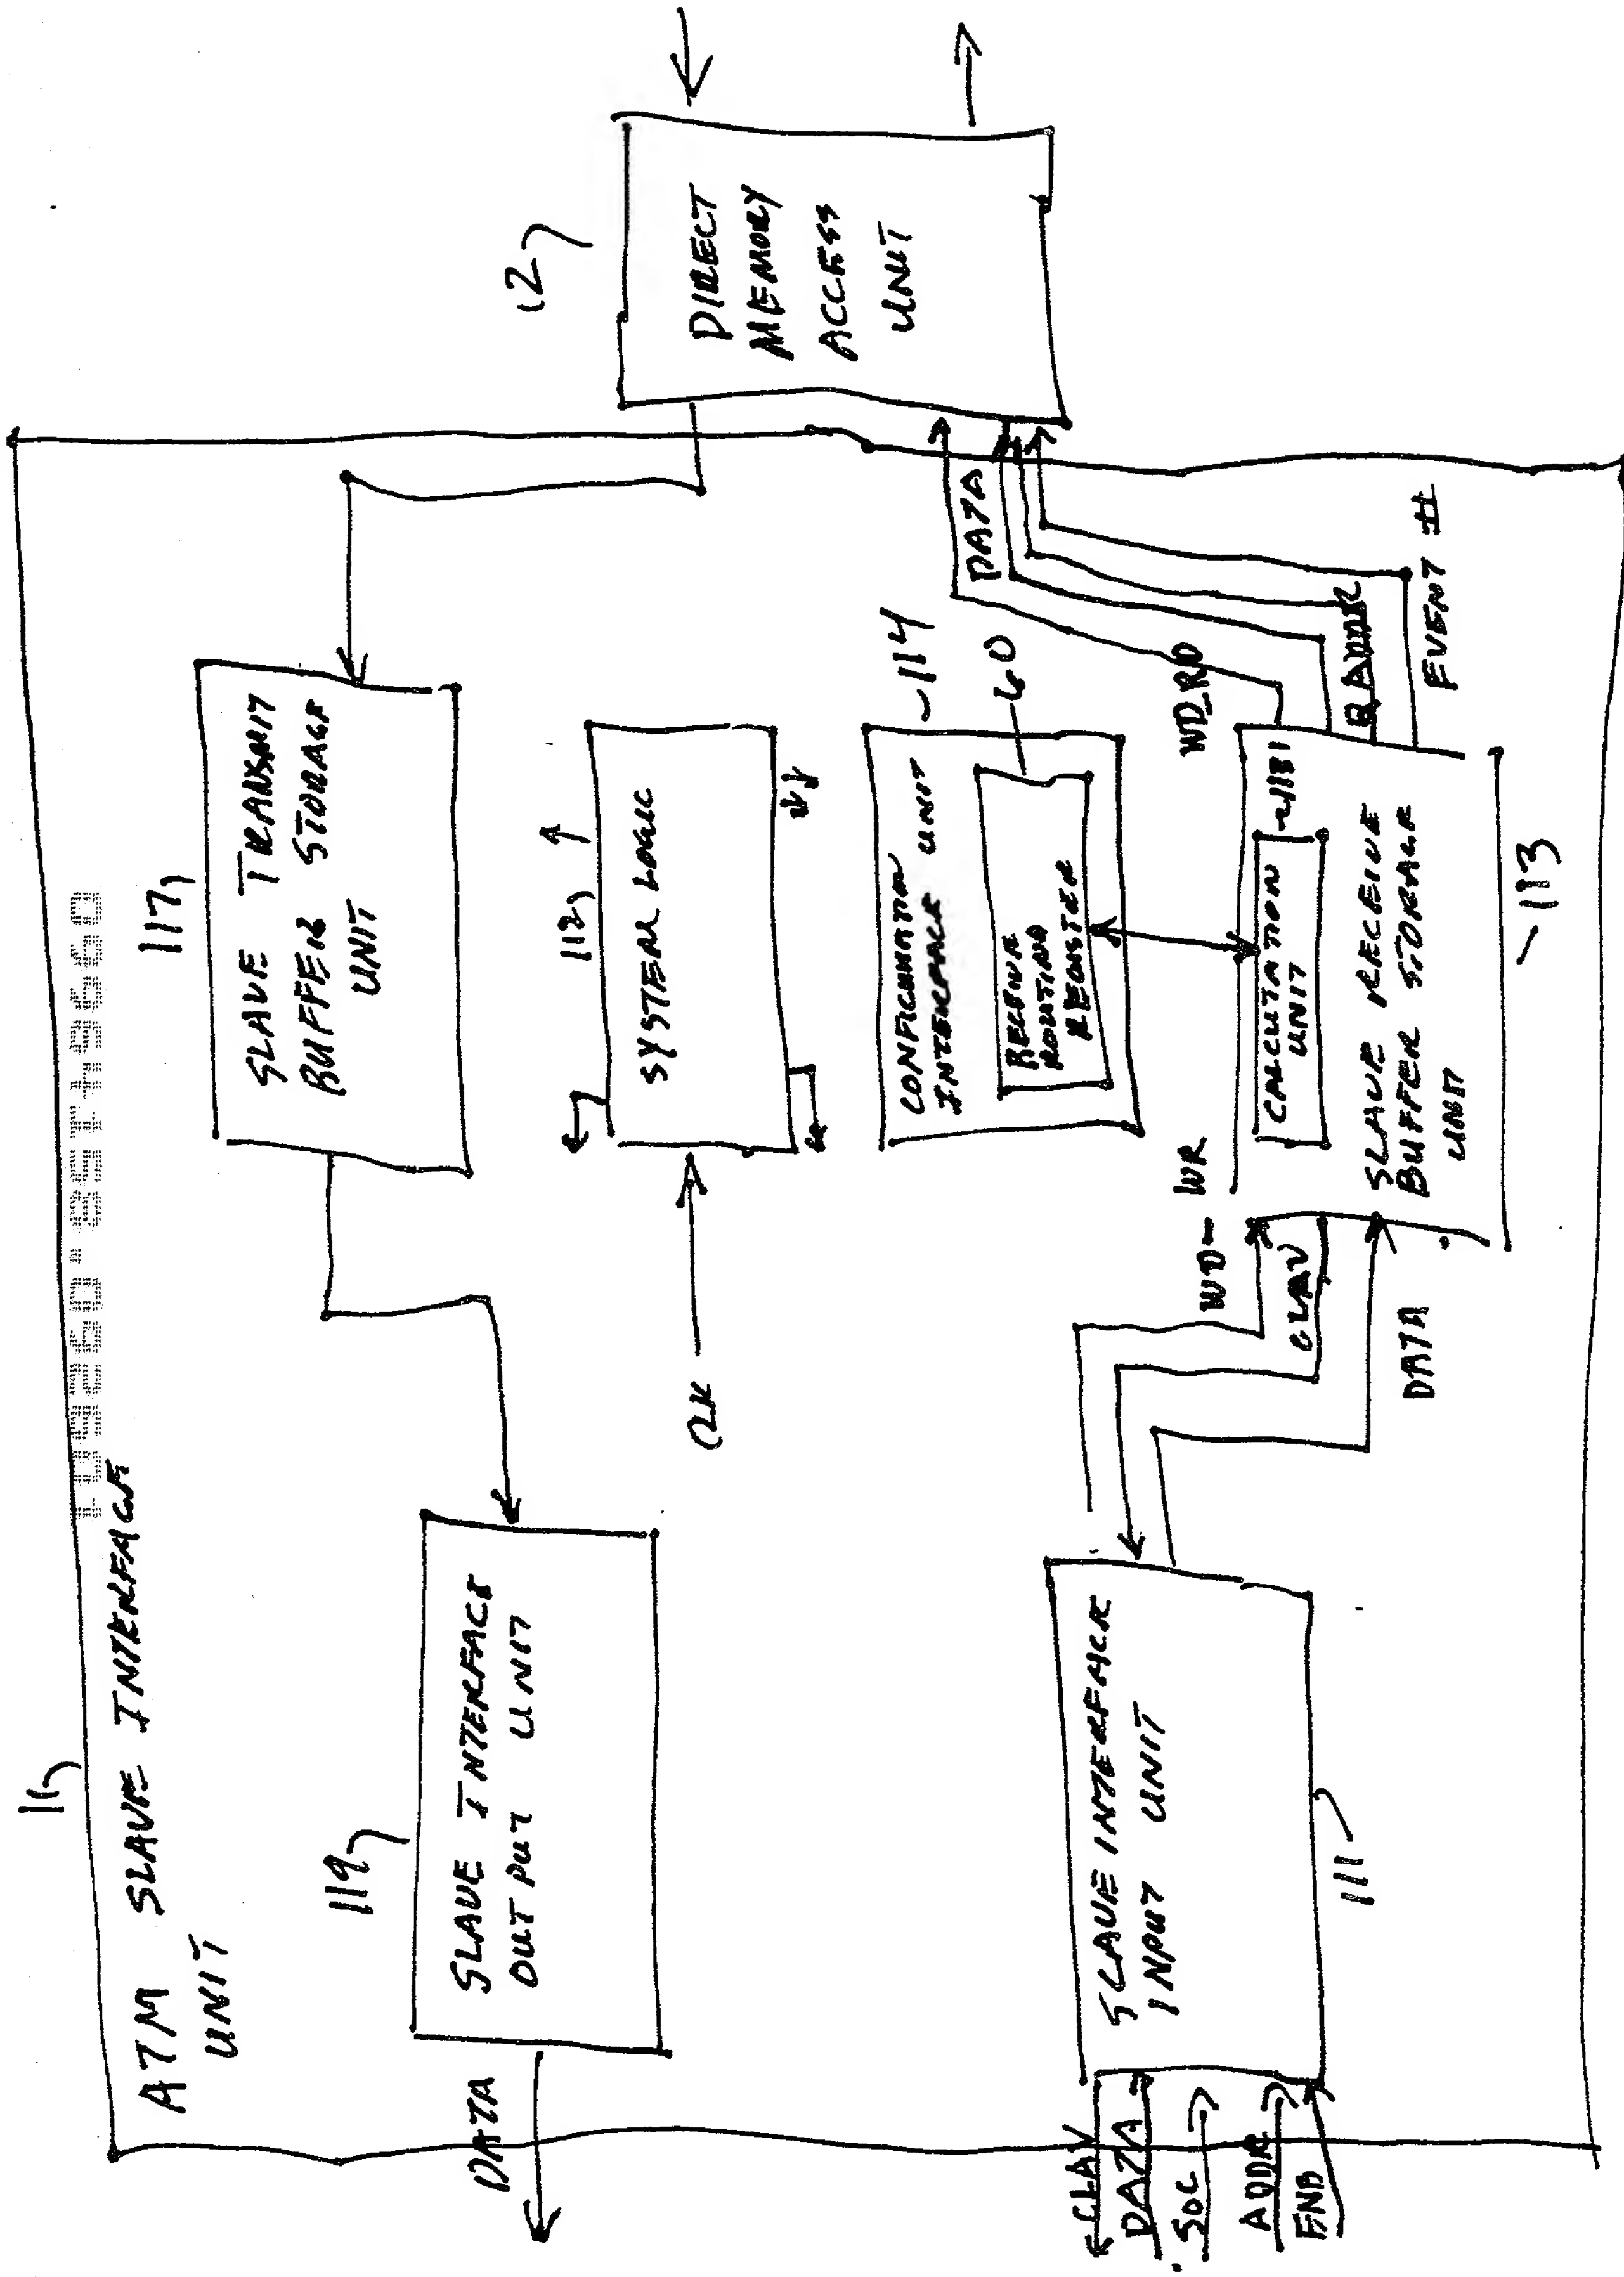 11
ATM SLAVE INTERFACE
UNIT
117
SLAVE TRANSMIT
BUFFER STORAGE
UNIT
119
SLAVE INTERFACE
OUTPUT UNIT
DATA
12
DIRECT
MEMORY
ACCESS
UNIT
112
SYSTEM LOGIC
CLK
114
CONFIGURATION
INTERFACE UNIT
60
RECEIVE
ROUTING
REGISTER
WD_RD
DATA
WD-WR
CLAV
DATA
CALCUTATION
UNIT
1131
SLAVE RECEIVE
BUFFER STORAGE
UNIT
113
EVENT #
SLAVE INTERFACE
INPUT UNIT
111
CLAV
DATA
SOC
ADDR
ENB